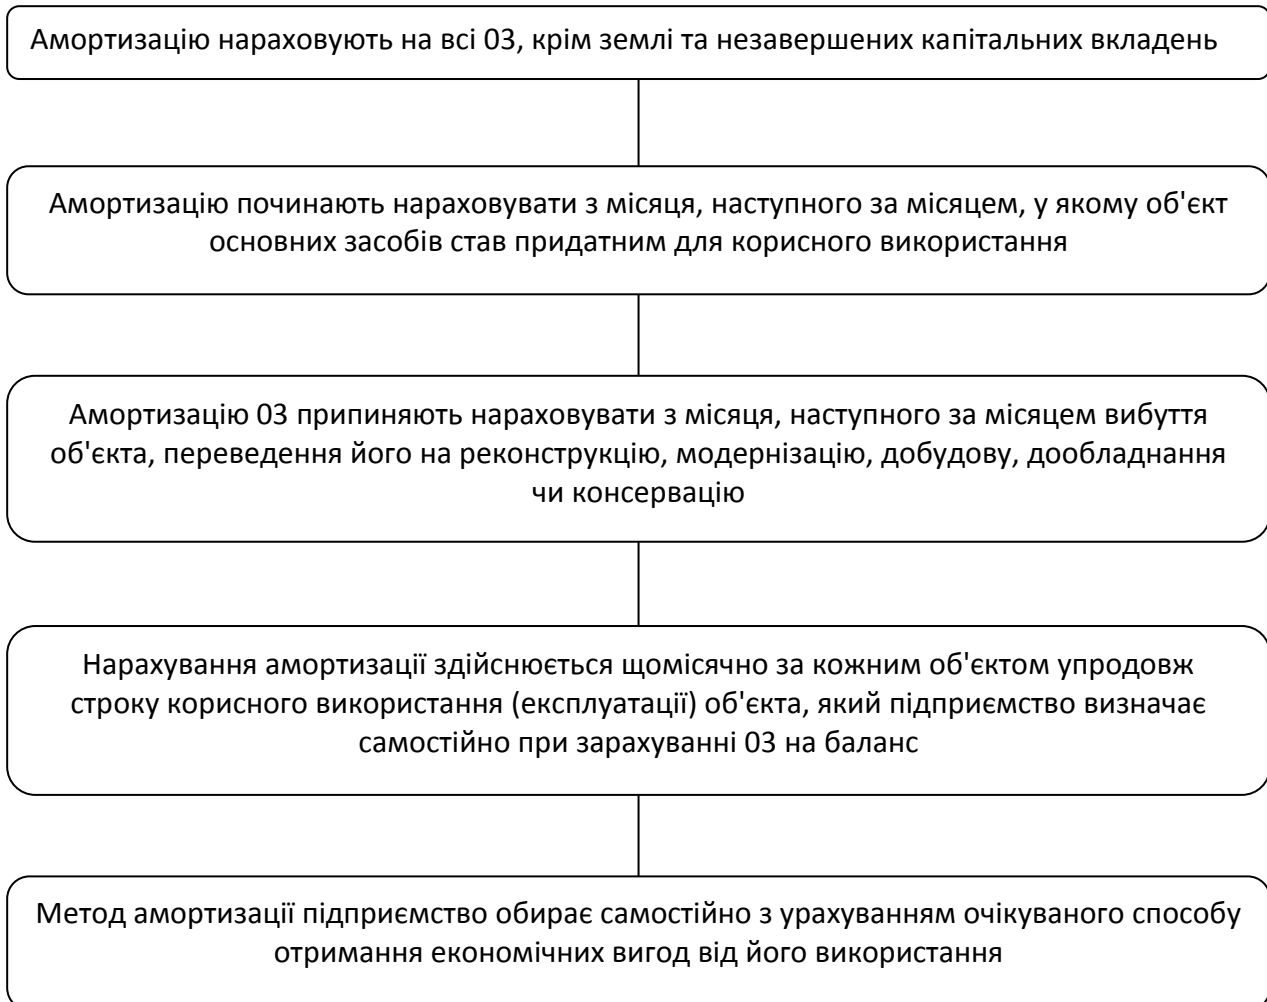 Амортизацію нараховують на всі 03, крім землі та незавершених капітальних вкладень
Амортизацію починають нараховувати з місяця, наступного за місяцем, у якому об'єкт
основних засобів став придатним для корисного використання
Амортизацію 03 припиняють нараховувати з місяця, наступного за місяцем вибуття
об'єкта, переведення його на реконструкцію, модернізацію, добудову, дообладнання
чи консервацію
Нарахування амортизації здійснюється щомісячно за кожним об'єктом упродовж
строку корисного використання (експлуатації) об'єкта, який підприємство визначає
самостійно при зарахуванні 03 на баланс
Метод амортизації підприємство обирає самостійно з урахуванням очікуваного способу
отримання економічних вигод від його використання